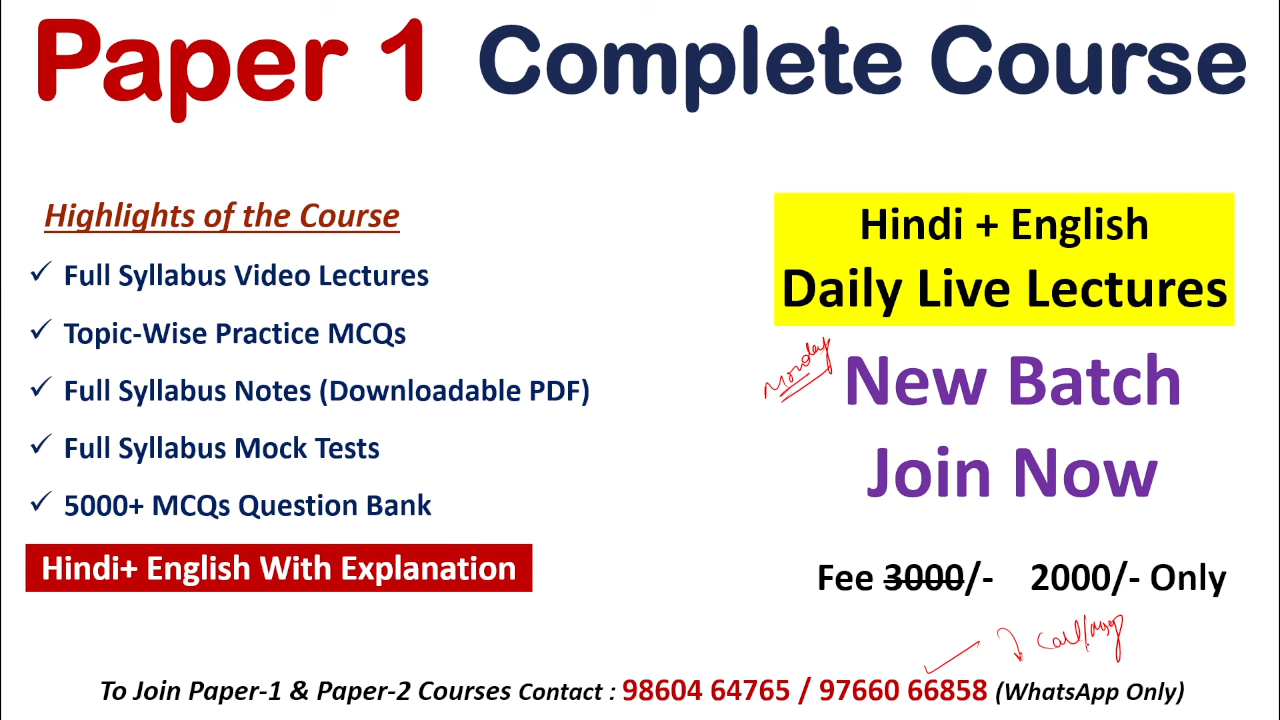 Paper 1 Complete Course
Highlights of the Course
✓ Full Syllabus Video Lectures
✓ Topic-Wise Practice MCQs
✓ Full Syllabus Notes (Downloadable PDF)
✓ Full Syllabus Mock Tests
✓ 5000+ MCQs Question Bank
Hindi+ English With Explanation
Hindi + English
Daily Live Lectures
Monday
New Batch
Join Now
Fee 3000/- 2000/- Only
To Join Paper-1 & Paper-2 Courses Contact : 98604 64765 / 97660 66858 (WhatsApp Only)